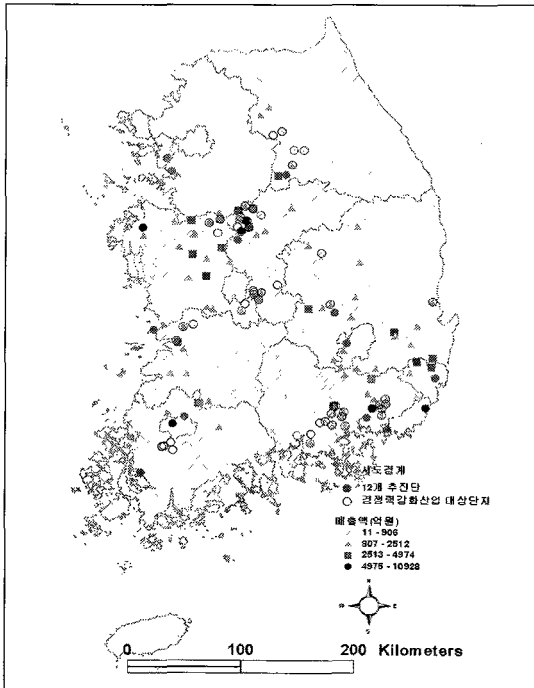 시도경계
12개 추진단
경쟁력강화산업 대상단지
매출액(억원)
11 - 906
907 - 2512
2513 - 4974
4975 - 10928
N
W E
S
0 100 200 Kilometers